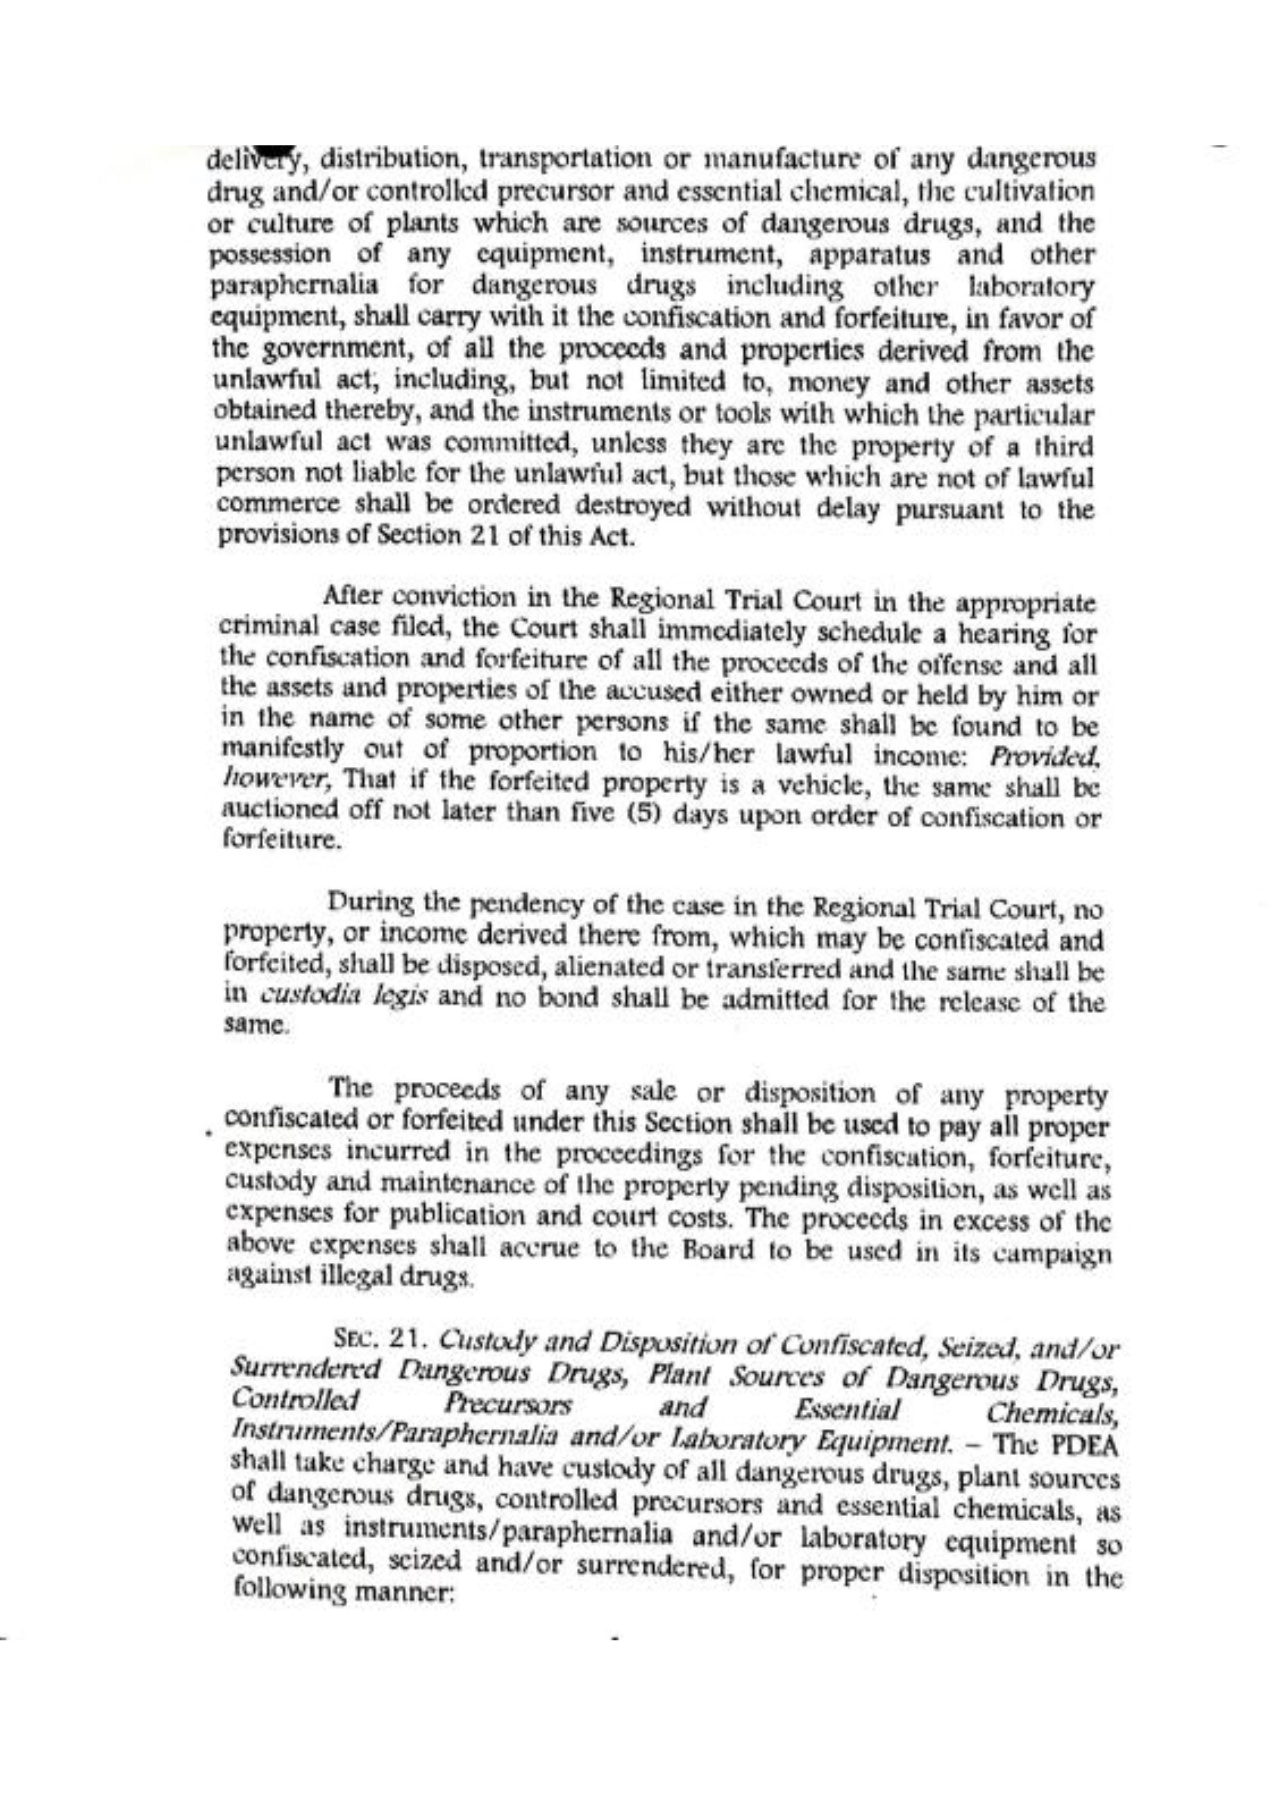 delivery, distribution, transportation or manufacture of any dangerous
drug and/or controlled precursor and essential chemical, the cultivation
or culture of plants which are sources of dangerous drugs, and the
possession of any equipment, instrument, apparatus and other
paraphernalia for dangerous drugs including other laboratory
equipment, shall carry with it the confiscation and forfeiture, in favor of
the government, of all the proceeds and properties derived from the
unlawful act, including, but not limited to, money and other assets
obtained thereby, and the instruments or tools with which the particular
unlawful act was committed, unless they are the property of a third
person not liable for the unlawful act, but those which are not of lawful
commerce shall be ordered destroyed without delay pursuant to the
provisions of Section 21 of this Act.
After conviction in the Regional Trial Court in the appropriate
criminal case filed, the Court shall immediately schedule a hearing for
the confiscation and forfeiture of all the proceeds of the offense and all
the assets and properties of the accused either owned or held by him or
in the name of some other persons if the same shall be found to be
manifestly out of proportion to his/her lawful income: Provided,
however, That if the forfeited property is a vehicle, the same shall be
auctioned off not later than five (5) days upon order of confiscation or
forfeiture.
During the pendency of the case in the Regional Trial Court, no
property, or income derived there from, which may be confiscated and
forfeited, shall be disposed, alienated or transferred and the same shall be
in custodia legis and no bond shall be admitted for the release of the
same.
The proceeds of any sale or disposition of any property
confiscated or forfeited under this Section shall be used to pay all proper
expenses incurred in the proceedings for the confiscation, forfeiture,
custody and maintenance of the property pending disposition, as well as
expenses for publication and court costs. The proceeds in excess of the
above expenses shall accrue to the Board to be used in its campaign
against illegal drugs.
SEC. 21. Custody and Disposition of Confiscated, Seized, and/or
Surrendered Dangerous Drugs, Plant Sources of Dangerous Drugs,
Controlled Precursors and Essential Chemicals,
Instruments/Paraphernalia and/or Laboratory Equipment. – The PDEA
shall take charge and have custody of all dangerous drugs, plant sources
of dangerous drugs, controlled precursors and essential chemicals, as
well as instruments/paraphernalia and/or laboratory equipment so
confiscated, seized and/or surrendered, for proper disposition in the
following manner: